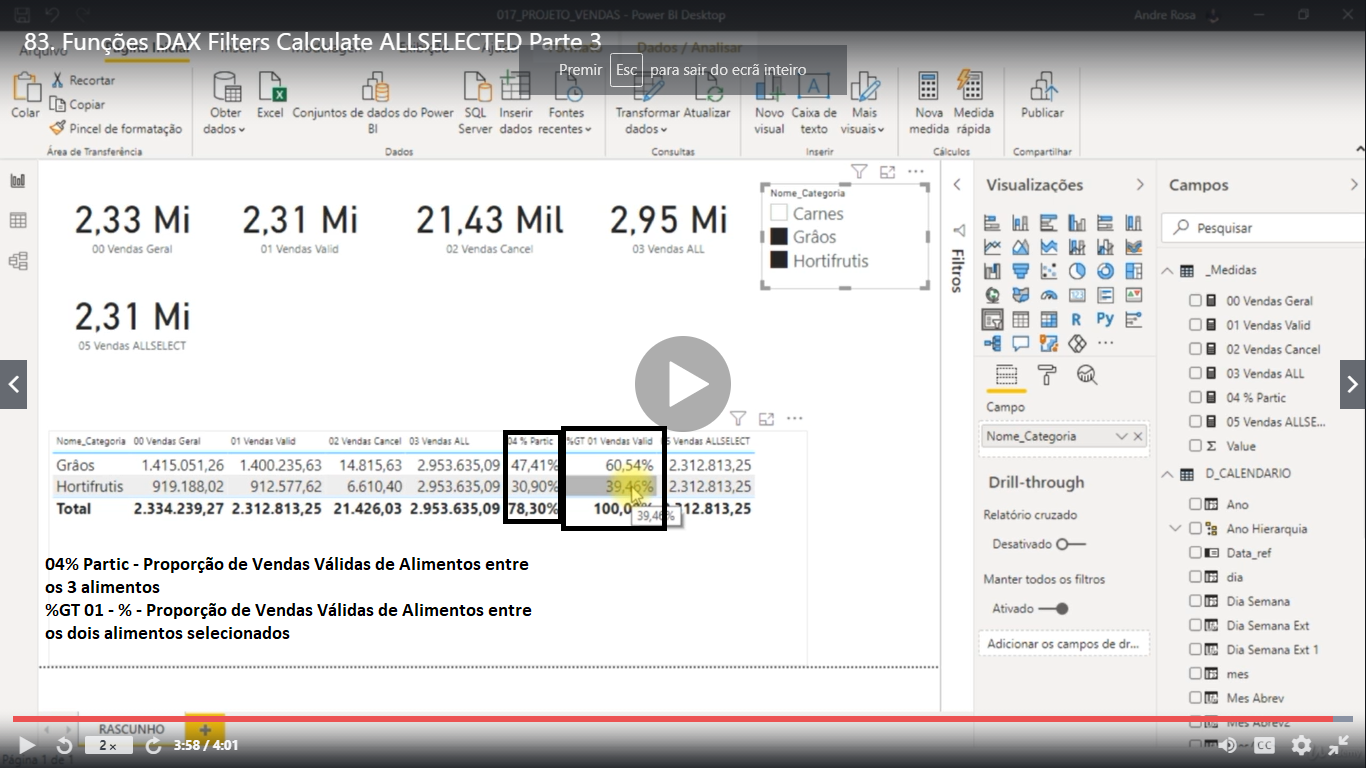 017_PROJETO_VENDAS - Power BI Desktop
Andre Rosa
83. Funções DAX Filters Calculate ALLSELECTED Parte 3
Arquivo
Dados / Analisar
Premir Esc para sair do ecrã inteiro
Colar
Recortar
Copiar
Pincel de formatação
Área de Transferência
Obter dados
Excel
Conjuntos de dados do Power BI
SQL Server
Inserir dados
Fontes recentes
Dados
Transformar dados
Atualizar
Consultas
Novo visual
Caixa de texto
Mais visuais
Inserir
Nova medida
Medida rápida
Cálculos
Publicar
Compartilhar
2,33 Mi
00 Vendas Geral
2,31 Mi
01 Vendas Valid
21,43 Mil
02 Vendas Cancel
2,95 Mi
03 Vendas ALL
2,31 Mi
05 Vendas ALLSELECT
Nome_Categoria
Carnes
Grâos
Hortifrutis
Nome_Categoria 00 Vendas Geral 01 Vendas Valid 02 Vendas Cancel 03 Vendas ALL 04 % Partic %GT 01 Vendas Valid Vendas ALLSELECT
Grâos 1.415.051,26 1.400.235,63 14.815,63 2.953.635,09 47,41% 60,54% 2.312.813,25
Hortifrutis 919.188,02 912.577,62 6.610,40 2.953.635,09 30,90% 39,46% 2.312.813,25
Total 2.334.239,27 2.312.813,25 21.426,03 2.953.635,09 78,30%
39,46%
04% Partic - Proporção de Vendas Válidas de Alimentos entre
os 3 alimentos
%GT 01 - % - Proporção de Vendas Válidas de Alimentos entre
os dois alimentos selecionados
Filtros
Visualizações
R
Py
Campo
Nome_Categoria
Drill-through
Relatório cruzado
Desativado
Manter todos os filtros
Ativado
Adicionar os campos de dr...
Campos
Pesquisar
_Medidas
00 Vendas Geral
01 Vendas Valid
02 Vendas Cancel
03 Vendas ALL
04 % Partic
05 Vendas ALLSE...
Value
D_CALENDARIO
Ano
Ano Hierarquia
Data_ref
dia
Dia Semana
Dia Semana Ext
Dia Semana Ext 1
mes
Mes Abrev
Mes Abrev2
RASCUNHO
2x
3:58 / 4:01
CC
Página 1 de 1